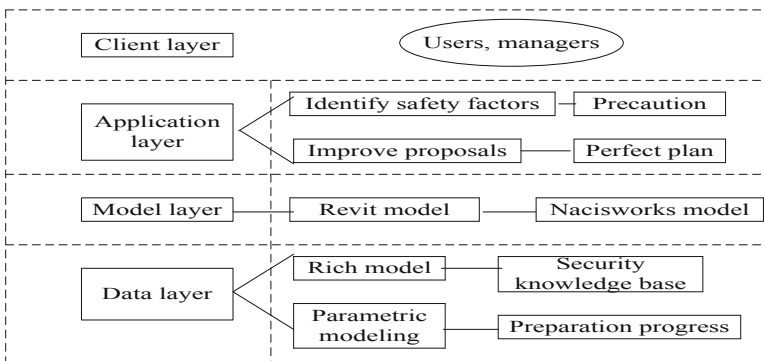 Client layer
Users, managers
Application
layer
Identify safety factors
Precaution
Improve proposals
Perfect plan
Model layer
Revit model
Nacisworks model
Data layer
Rich model
Security
knowledge base
Parametric
modeling
Preparation progress